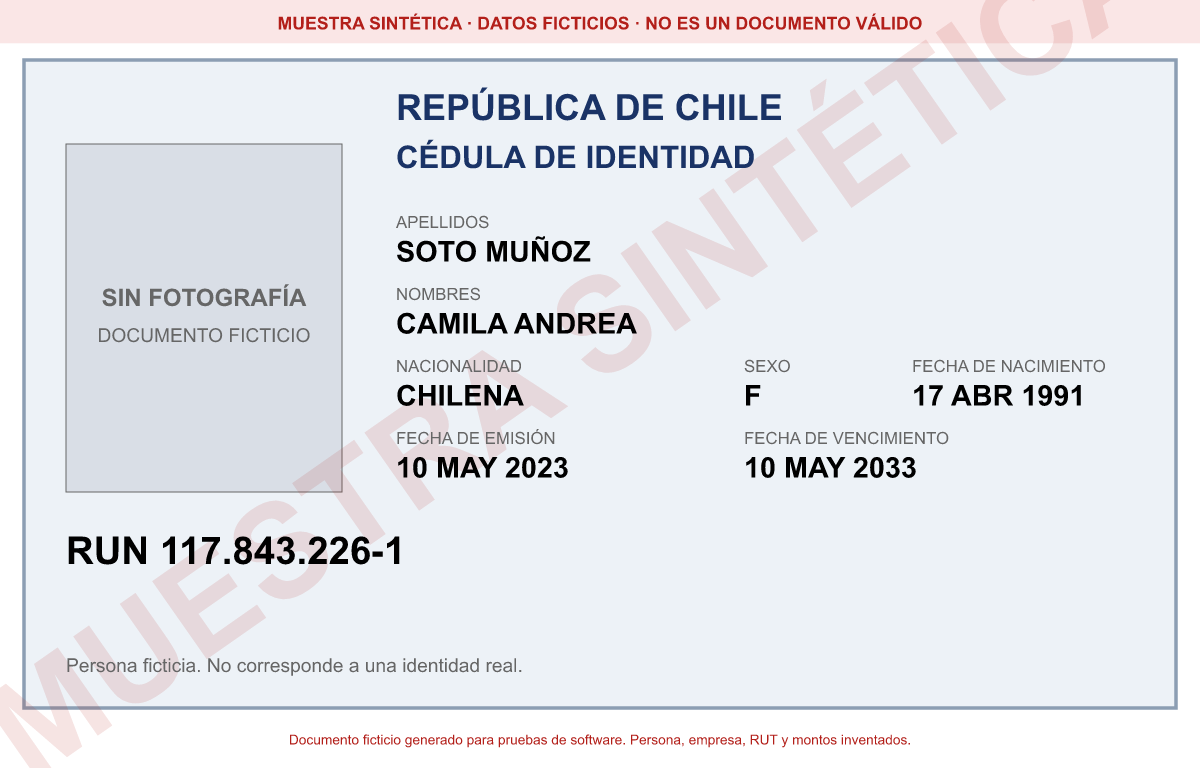 MUESTRA SINTÉTICA · DATOS FICTICIOS · NO ES UN DOCUMENTO VÁLIDO
REPÚBLICA DE CHILE
CÉDULA DE IDENTIDAD
SIN FOTOGRAFÍA
DOCUMENTO FICTICIO
APELLIDOS
SOTO MUÑOZ
NOMBRES
CAMILA ANDREA
NACIONALIDAD SEXO FECHA DE NACIMIENTO
CHILENA F 17 ABR 1991
FECHA DE EMISIÓN FECHA DE VENCIMIENTO
10 MAY 2023 10 MAY 2033
RUN 117.843.226-1
Persona ficticia. No corresponde a una identidad real.
MUESTRA SINTÉTICA
Documento ficticio generado para pruebas de software. Persona, empresa, RUT y montos inventados.